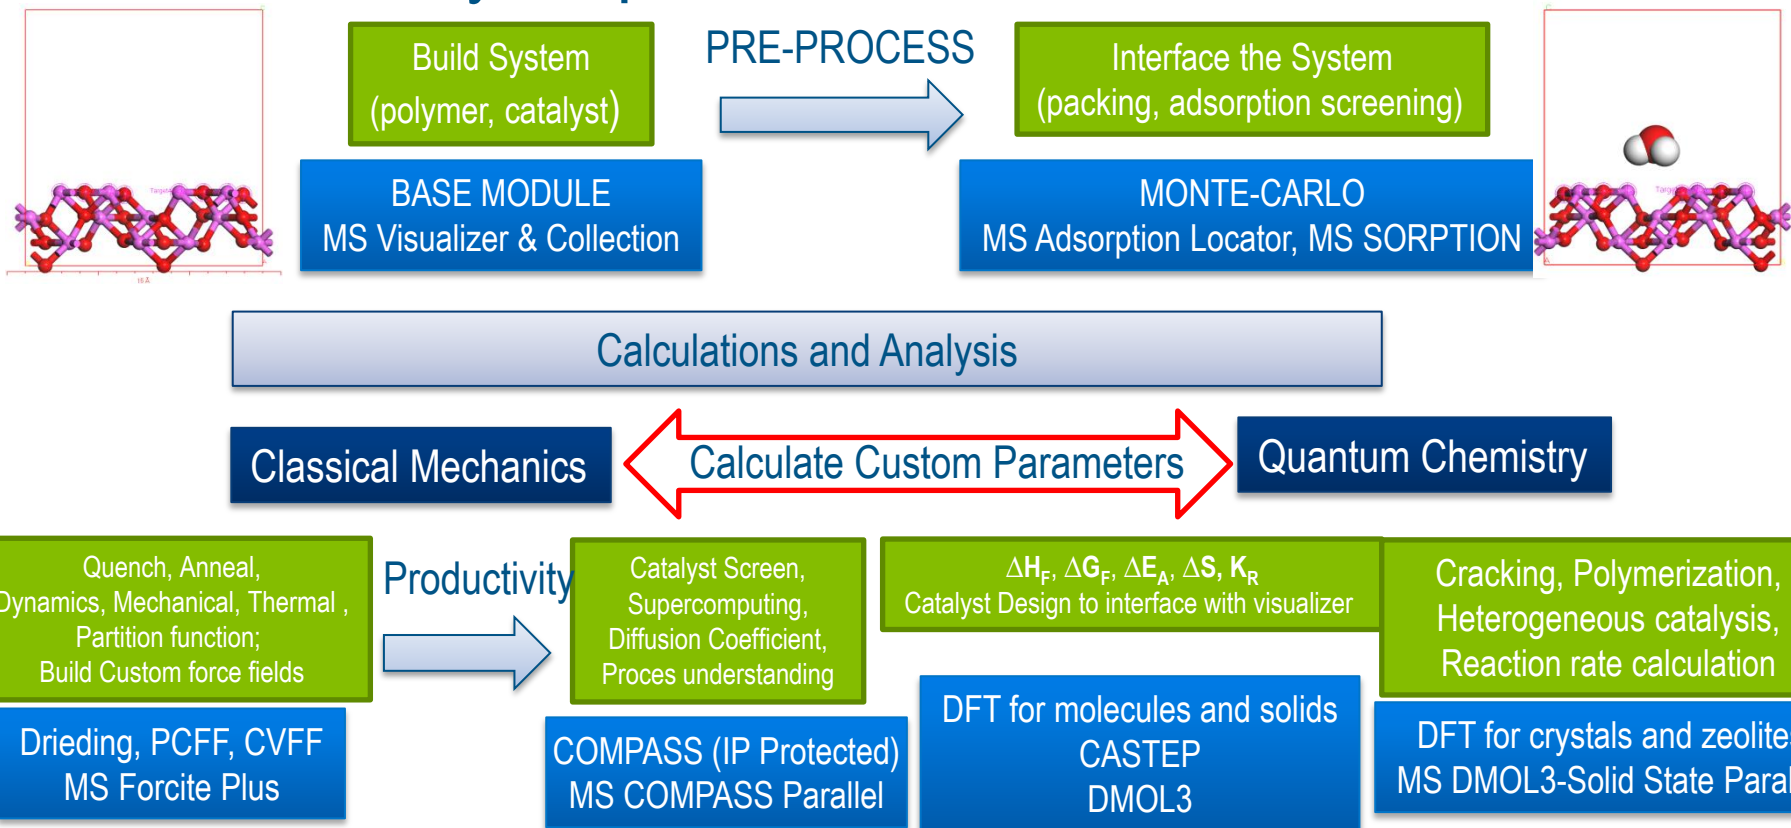 Build System
(polymer, catalyst)
PRE-PROCESS
Interface the System
(packing, adsorption screening)
BASE MODULE
MS Visualizer & Collection
MONTE-CARLO
MS Adsorption Locator, MS SORPTION
Calculations and Analysis
Classical Mechanics
Calculate Custom Parameters
Quantum Chemistry
Quench, Anneal,
Dynamics, Mechanical, Thermal ,
Partition function;
Build Custom force fields
Productivity
Catalyst Screen,
Supercomputing,
Diffusion Coefficient,
Proces understanding
ΔH_F, ΔG_F, ΔE_A, ΔS, K_R
Catalyst Design to interface with visualizer
Cracking, Polymerization,
Heterogeneous catalysis,
Reaction rate calculation
Drieding, PCFF, CVFF
MS Forcite Plus
COMPASS (IP Protected)
MS COMPASS Parallel
DFT for molecules and solids
CASTEP
DMOL3
DFT for crystals and zeolite
MS DMOL3-Solid State Paral